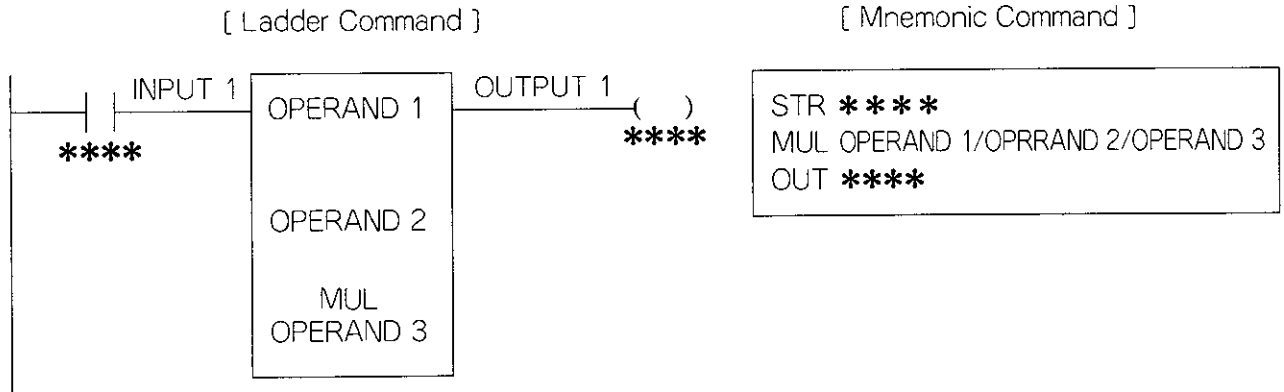 [ Ladder Command ]
[ Mnemonic Command ]
INPUT 1
OPERAND 1
OUTPUT 1
( )
****
****
OPERAND 2
MUL
OPERAND 3
STR ****
MUL OPERAND 1/OPRRAND 2/OPERAND 3
OUT ****